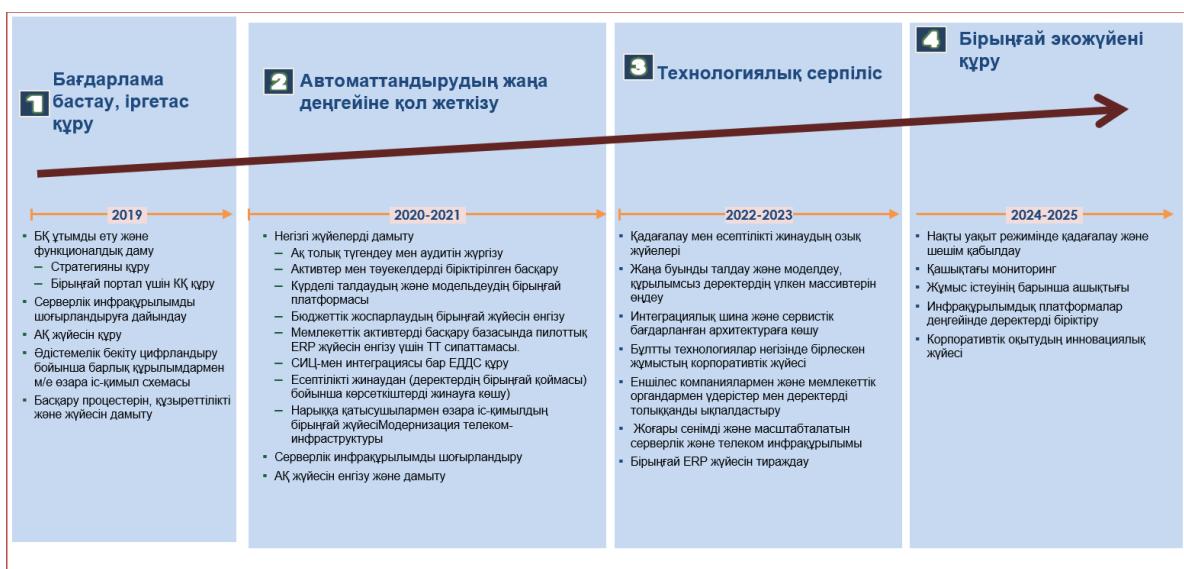 1
Бағдарлама
бастау, іргетас
құру
2019
▪ БҚ ұтымды ету және
функционалдық даму
– Стратегияны құру
– Бірыңғай портал үшін КҚ құру
▪ Серверлік инфрақұрылымды
шоғырландыруға дайындау
▪ АҚ жүйесін құру
▪ Әдістемелік бекіту цифрландыру
бойынша барлық құрылымдармен
м/е өзара іс-қимыл схемасы
▪ Басқару процестерін, құзыреттілікті
және жүйесін дамыту
2
Автоматтандырудың жаңа
деңгейіне қол жеткізу
2020-2021
▪ Негізгі жүйелерді дамыту
– Ақ толық түгендеу мен аудитін жүргізу
– Активтер мен тәуекелдерді біріктірілген басқару
– Күрделі талдаудың және модельдеудің бірыңғай
платформасы
– Бюджеттік жоспарлаудың бірыңғай жүйесін енгізу
– Мемлекеттік активтерді басқару базасында пилоттық
ERP жүйесін енгізу үшін ТТ сипаттамасы.
– СИЦ-мен интеграциясы бар ЕДДС құру
– Есептілікті жинаудан (деректердің бірыңғай қоймасы)
бойынша көрсеткіштерді жинауға көшу)
– Нарыққа қатысушылармен өзара іс-қимылдың
бірыңғай жүйесіМодернизация телеком-
инфраструктуры
▪ Серверлік инфрақұрылымды шоғырландыру
▪ АҚ жүйесін енгізу және дамыту
3
Технологиялық серпіліс
2022-2023
▪ Қадағалау мен есептілікті жинаудың озық
жүйелері
▪ Жаңа буынды талдау және моделдеу,
құрылымсыз деректердің үлкен массивтерін
өңдеу
▪ Интеграциялық шина және сервистік
бағдарланған архитектураға көшу
▪ Бұлтты технологиялар негізінде бірлескен
жұмыстың корпоративтік жүйесі
▪ Еншілес компаниялармен және мемлекеттік
органдармен үдерістер мен деректерді
толыққанды ықпалдастыру
▪ Жоғары сенімді және масштабталатын
серверлік және телеком инфрақұрылымы
▪ Бірыңғай ERP жүйесін тираждау
4
Бірыңғай экожүйені
құру
2024-2025
▪ Нақты уақыт режимінде қадағалау және
шешім қабылдау
▪ Қашықтағы мониторинг
▪ Жұмыс істеуінің барынша ашықтығы
▪ Инфрақұрылымдық платформалар
деңгейінде деректерді біріктіру
▪ Корпоративтік оқытудың инновациялық
жүйесі